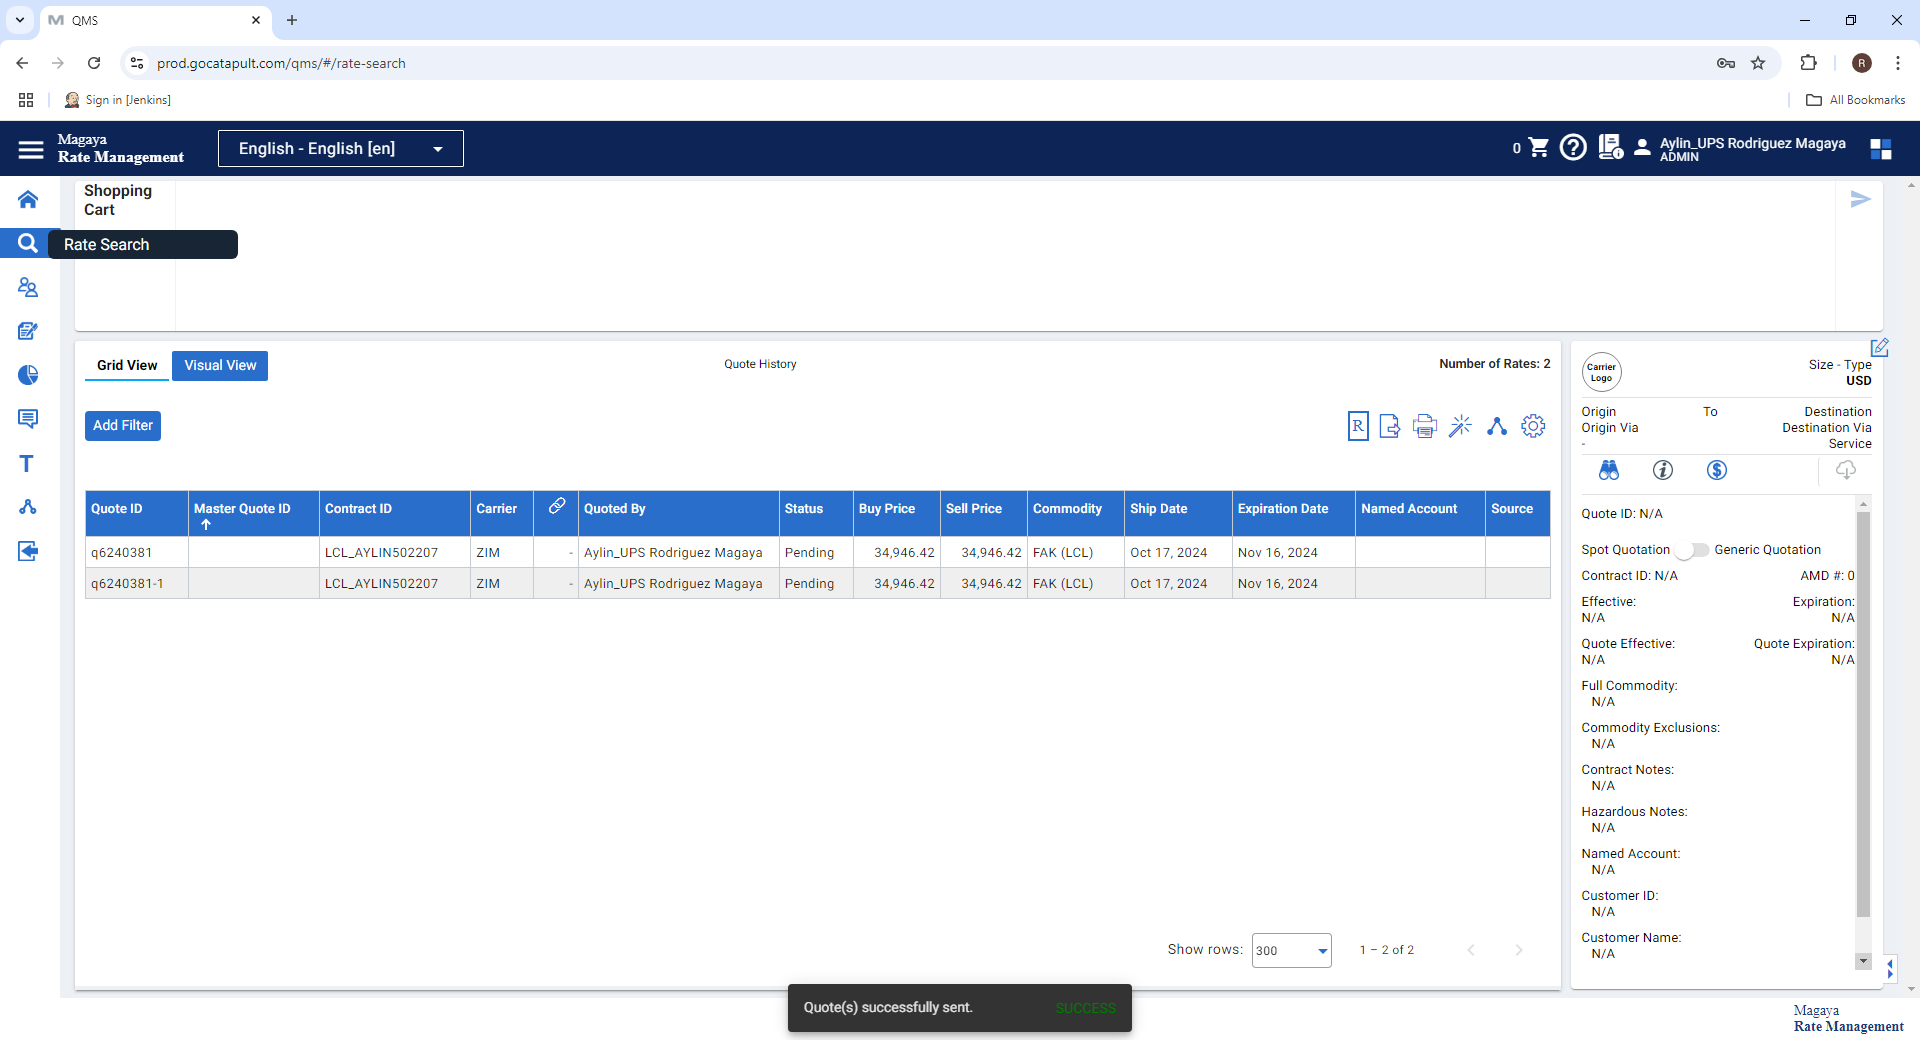 QMS
prod.gocatapult.com/qms/#/rate-search
R
Sign in [Jenkins]
All Bookmarks
Magaya
Rate Management
English - English [en]
0
Aylin_UPS Rodriguez Magaya
ADMIN
Shopping
Cart
Rate Search
Grid View
Visual View
Quote History
Number of Rates: 2
Add Filter
R
Quote ID Master Quote ID Contract ID Carrier Quoted By Status Buy Price Sell Price Commodity Ship Date Expiration Date Named Account Source
q6240381 LCL_AYLIN502207 ZIM - Aylin_UPS Rodriguez Magaya Pending 34,946.42 34,946.42 FAK (LCL) Oct 17, 2024 Nov 16, 2024
q6240381-1 LCL_AYLIN502207 ZIM - Aylin_UPS Rodriguez Magaya Pending 34,946.42 34,946.42 FAK (LCL) Oct 17, 2024 Nov 16, 2024
Show rows: 300 1 – 2 of 2
Carrier
Logo
Size - Type
USD
Origin To Destination
Origin Via Destination Via
- Service
Quote ID: N/A
Spot Quotation Generic Quotation
Contract ID: N/A AMD #: 0
Effective: Expiration:
N/A N/A
Quote Effective: Quote Expiration:
N/A N/A
Full Commodity:
N/A
Commodity Exclusions:
N/A
Contract Notes:
N/A
Hazardous Notes:
N/A
Named Account:
N/A
Customer ID:
N/A
Customer Name:
N/A
Quote(s) successfully sent. SUCCESS
Magaya
Rate Management